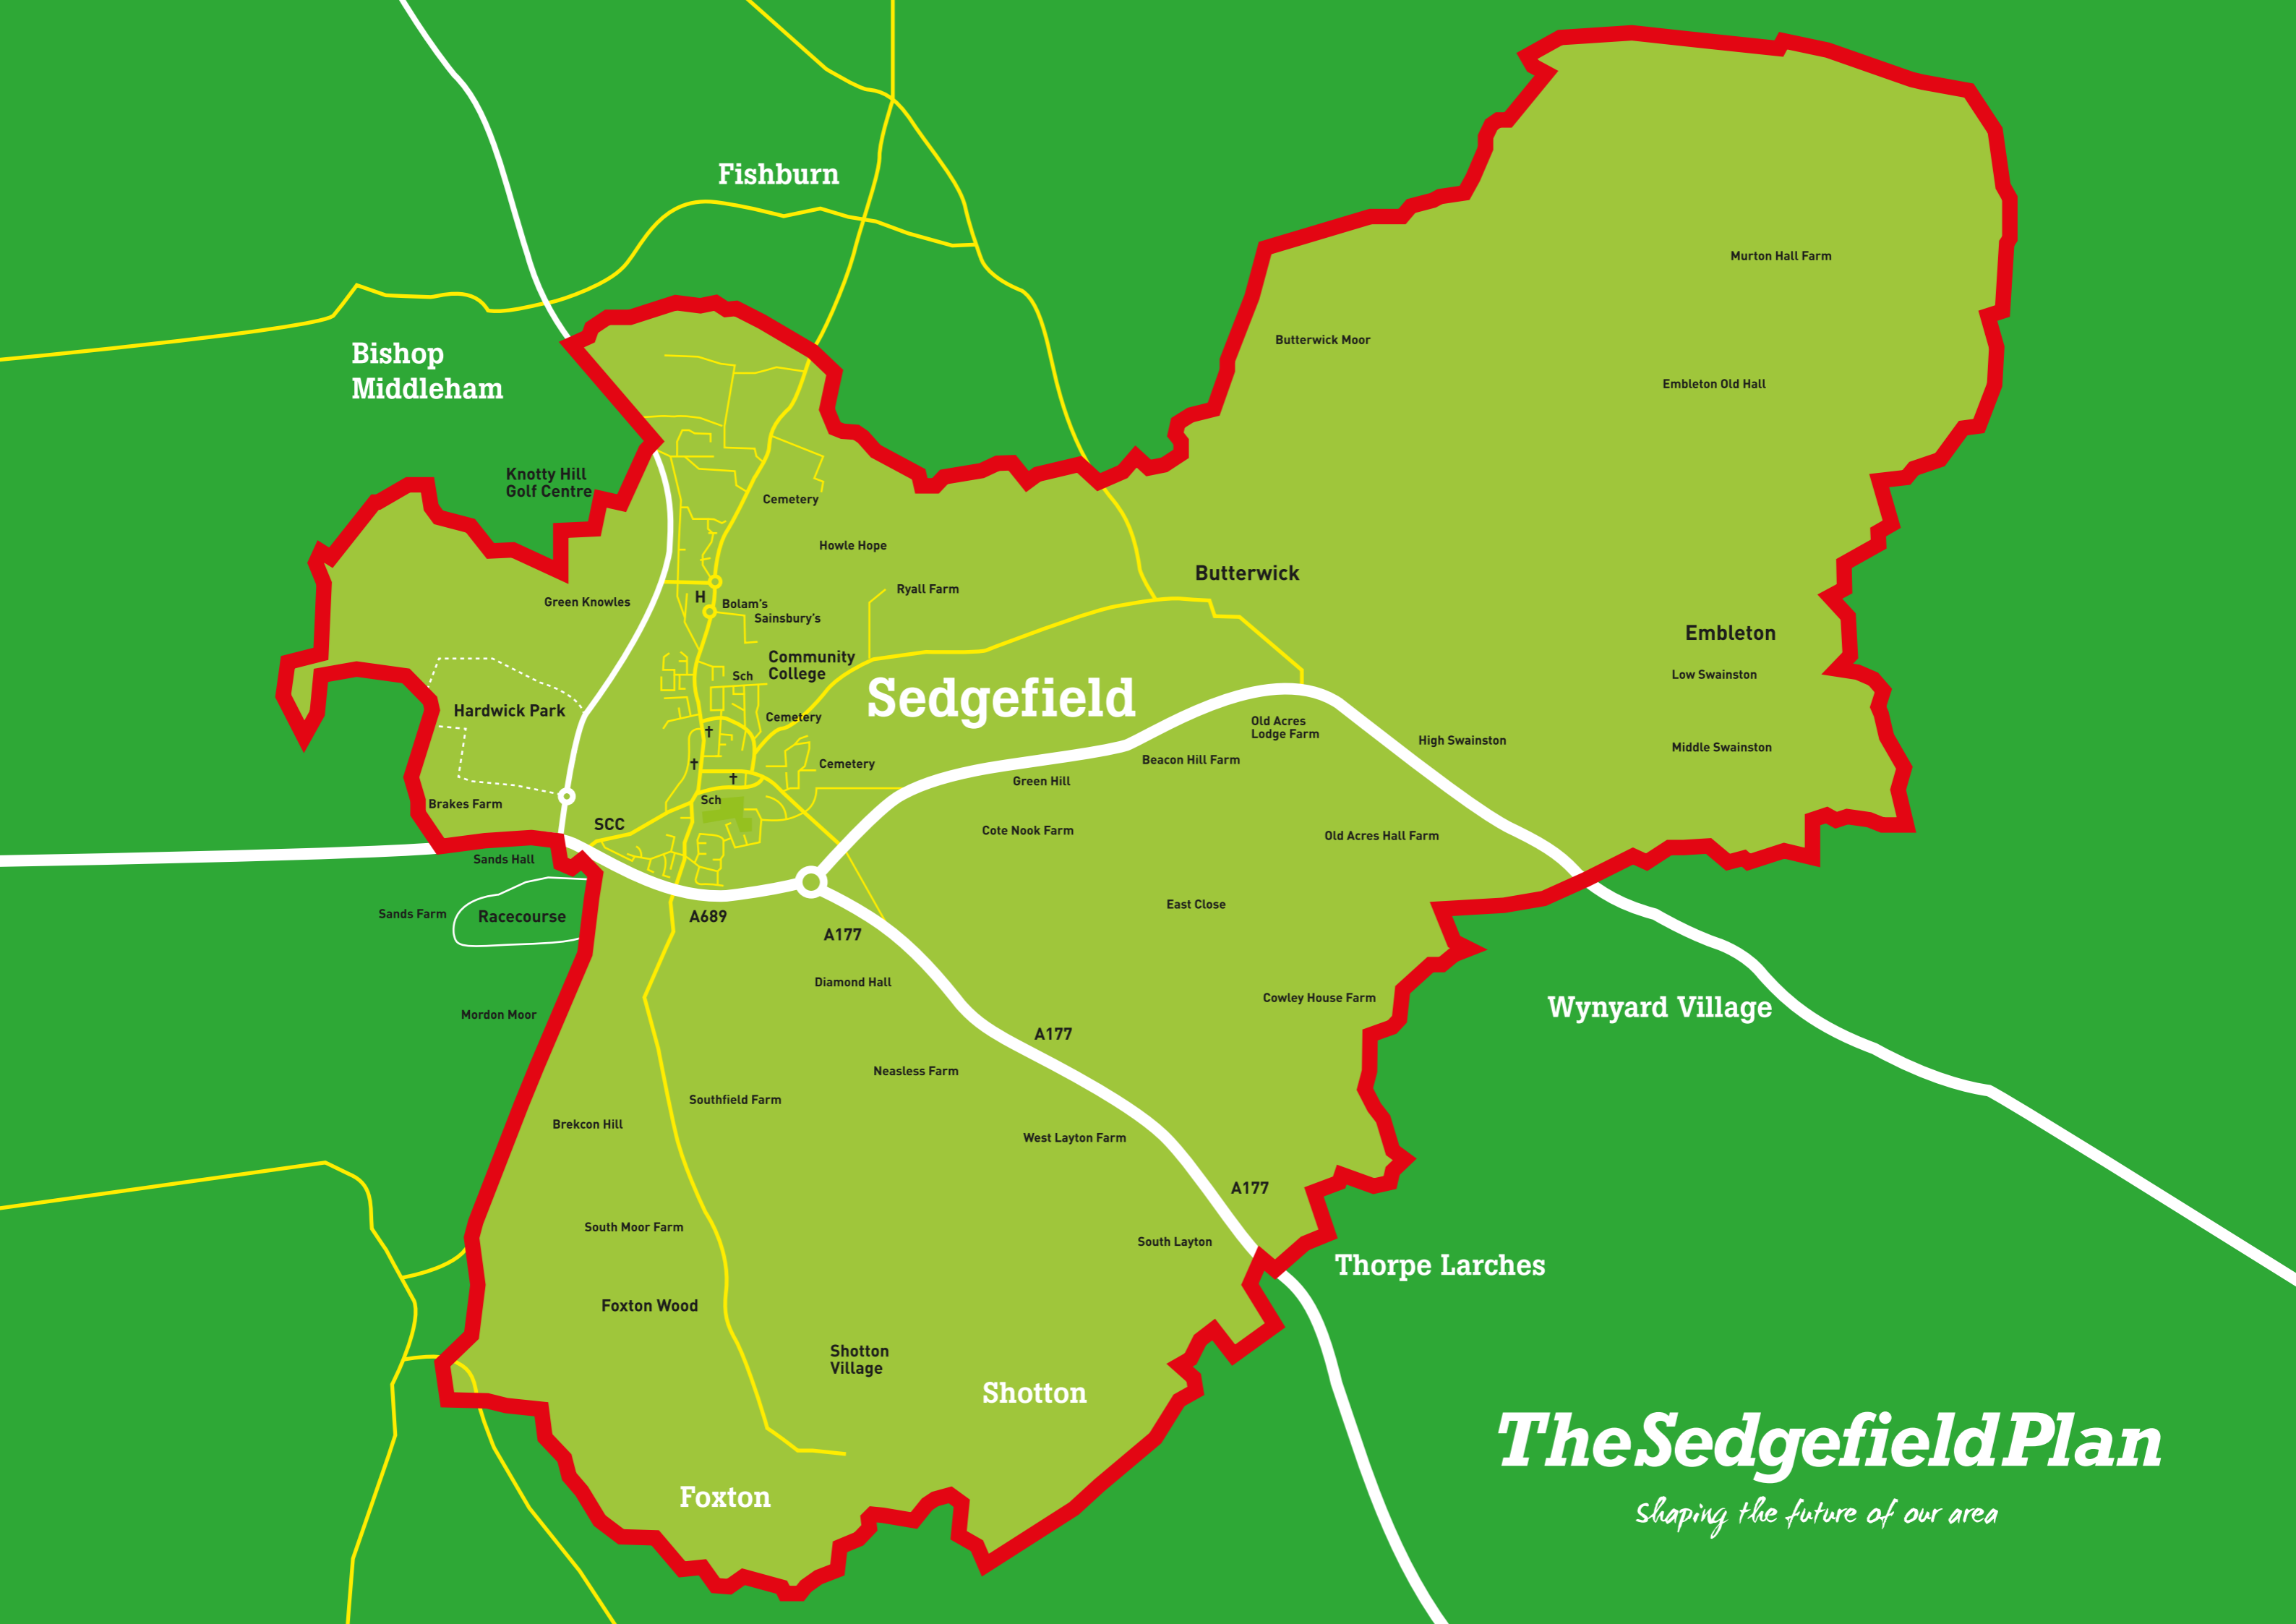 Fishburn
Murton Hall Farm
Butterwick Moor
Bishop
Middleham
Embleton Old Hall
Knotty Hill
Golf Centre
Cemetery
Howle Hope
Butterwick
Ryall Farm
Green Knowles
H
Bolam's
Sainsbury's
Embleton
Community
College
Sch
Low Swainston
Sedgefield
Hardwick Park
Cemetery
Old Acres
Lodge Farm
High Swainston
Middle Swainston
Beacon Hill Farm
Cemetery
Green Hill
Brakes Farm
Sch
SCC
Cote Nook Farm
Old Acres Hall Farm
Sands Hall
East Close
Sands Farm
Racecourse
A689
A177
Diamond Hall
Cowley House Farm
Wynyard Village
Mordon Moor
A177
Neasless Farm
Southfield Farm
Brekcon Hill
West Layton Farm
A177
South Moor Farm
South Layton
Thorpe Larches
Foxton Wood
Shotton
Village
Shotton
TheSedgefieldPlan
Foxton
Shaping the future of our area